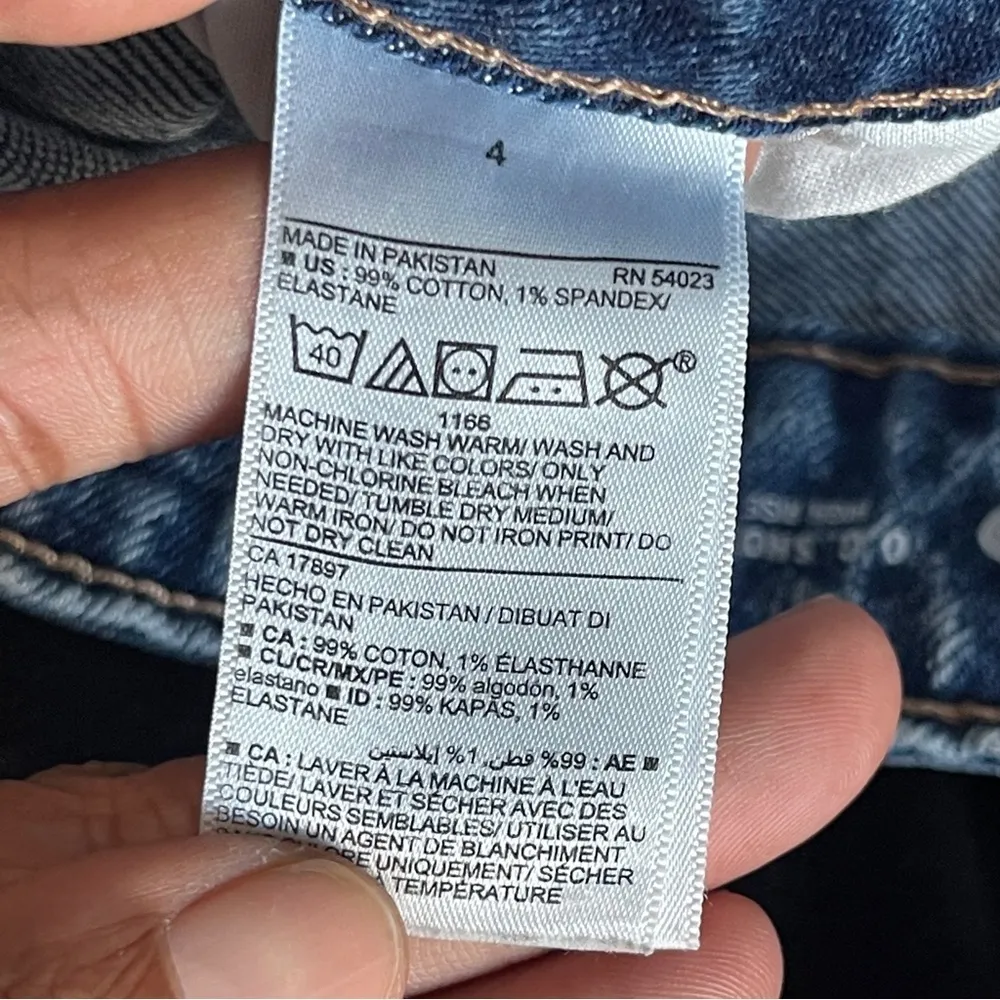 4
MADE IN PAKISTAN RN 54023
US : 99% COTTON, 1% SPANDEX/
ELASTANE
40 ®
1166
MACHINE WASH WARM/ WASH AND
DRY WITH LIKE COLORS/ ONLY
NON-CHLORINE BLEACH WHEN
NEEDED/ TUMBLE DRY MEDIUM/
WARM IRON/ DO NOT IRON PRINT/ DO
NOT DRY CLEAN
CA 17897
HECHO EN PAKISTAN / DIBUAT DI
PAKISTAN
CA : 99% COTON, 1% ÉLASTHANNE
CL/CR/MX/PE : 99% algodón, 1%
elastano ■ ID : 99% KAPAS, 1%
ELASTANE
AE : 99% قطن, 1% إيلاستين
CA : LAVER À LA MACHINE À L'EAU
TIÈDE/ LAVER ET SÉCHER AVEC DES
COULEURS SEMBLABLES/ UTILISER AU
BESOIN UN AGENT DE BLANCHIMENT
UNIQUEMENT/ SÉCHER
TEMPÉRATURE